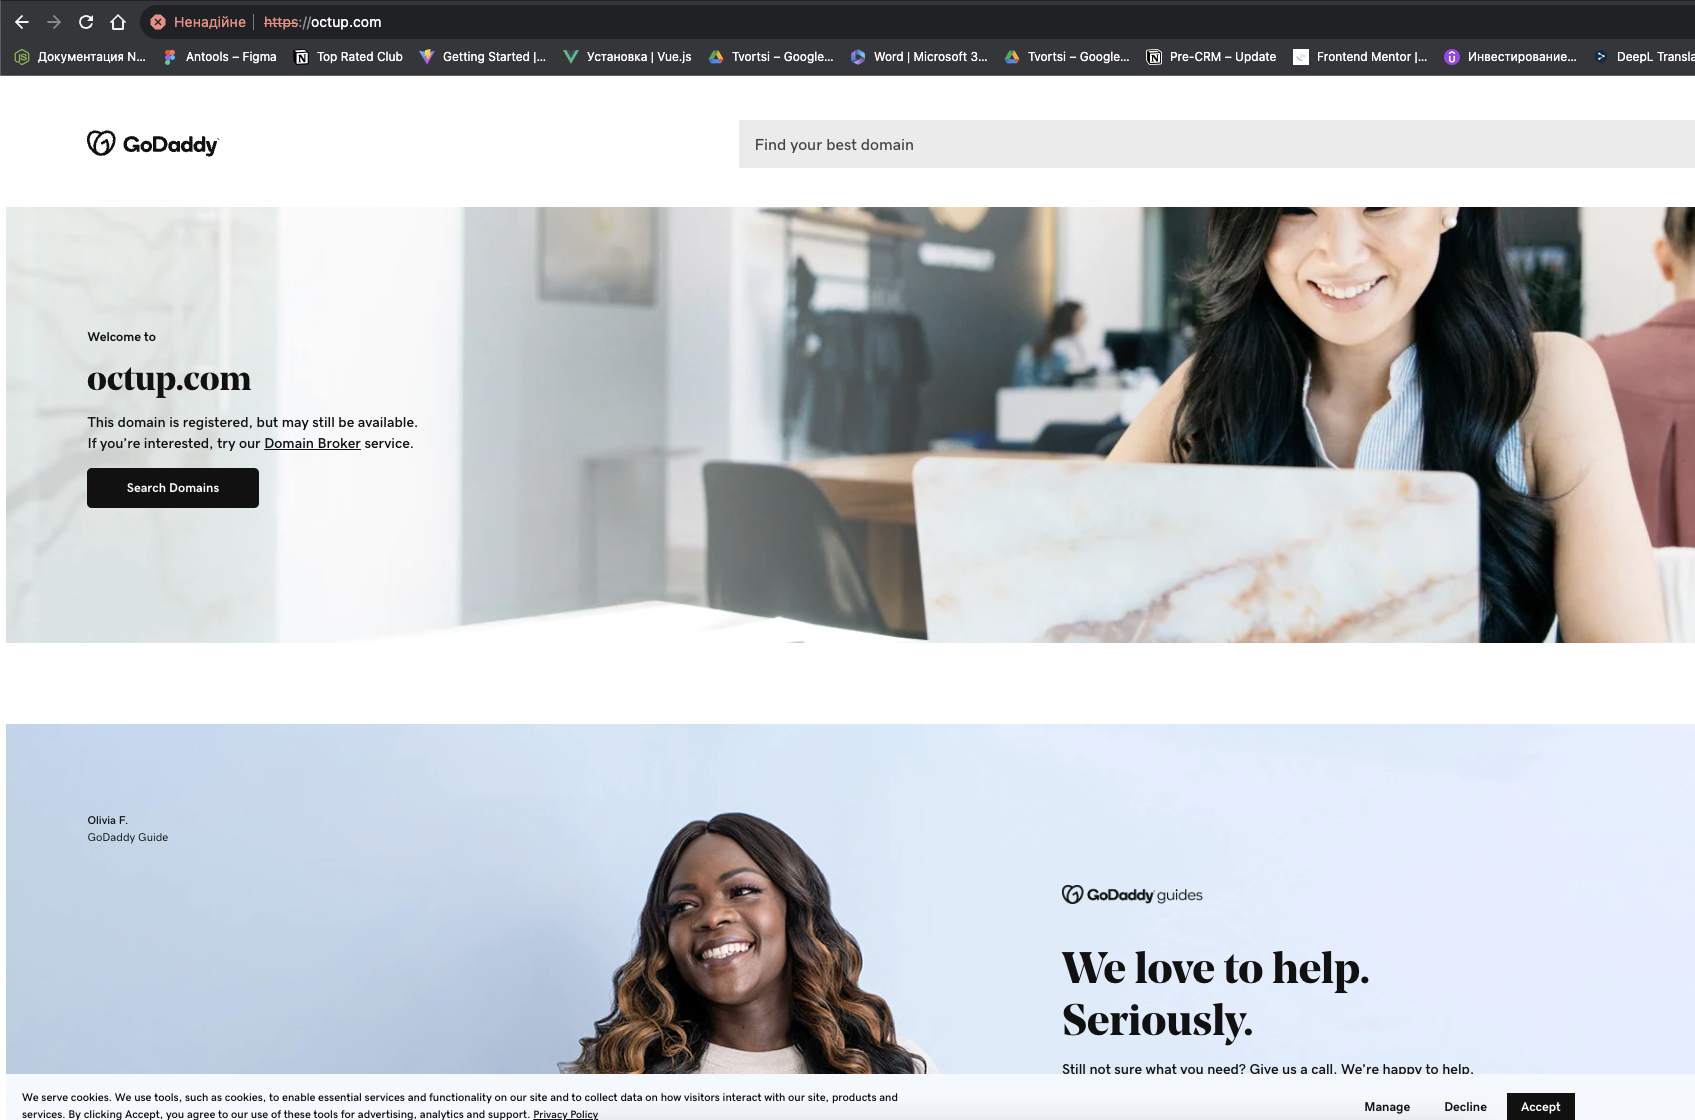 Ненадійне https://octup.com
Документация N... Antools – Figma Top Rated Club Getting Started |... Установка | Vue.js Tvortsi – Google... Word | Microsoft 3... Tvortsi – Google... Pre-CRM – Update Frontend Mentor |... Инвестирование... DeepL Transla
GoDaddy
Find your best domain
Welcome to
octup.com
This domain is registered, but may still be available.
If you're interested, try our Domain Broker service.
Search Domains
Olivia F.
GoDaddy Guide
GoDaddy guides
We love to help.
Seriously.
Still not sure what you need? Give us a call. We're happy to help.
We serve cookies. We use tools, such as cookies, to enable essential services and functionality on our site and to collect data on how visitors interact with our site, products and
services. By clicking Accept, you agree to our use of these tools for advertising, analytics and support. Privacy Policy
Manage Decline Accept